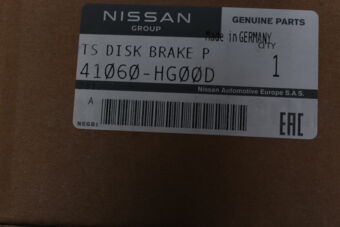 NISSAN
GROUP
GENUINE PARTS
Made in GERMANY
QTY
TS DISK BRAKE P
41060-HG00D
1
Nissan Automotive Europe S.A.S.
A
EAC